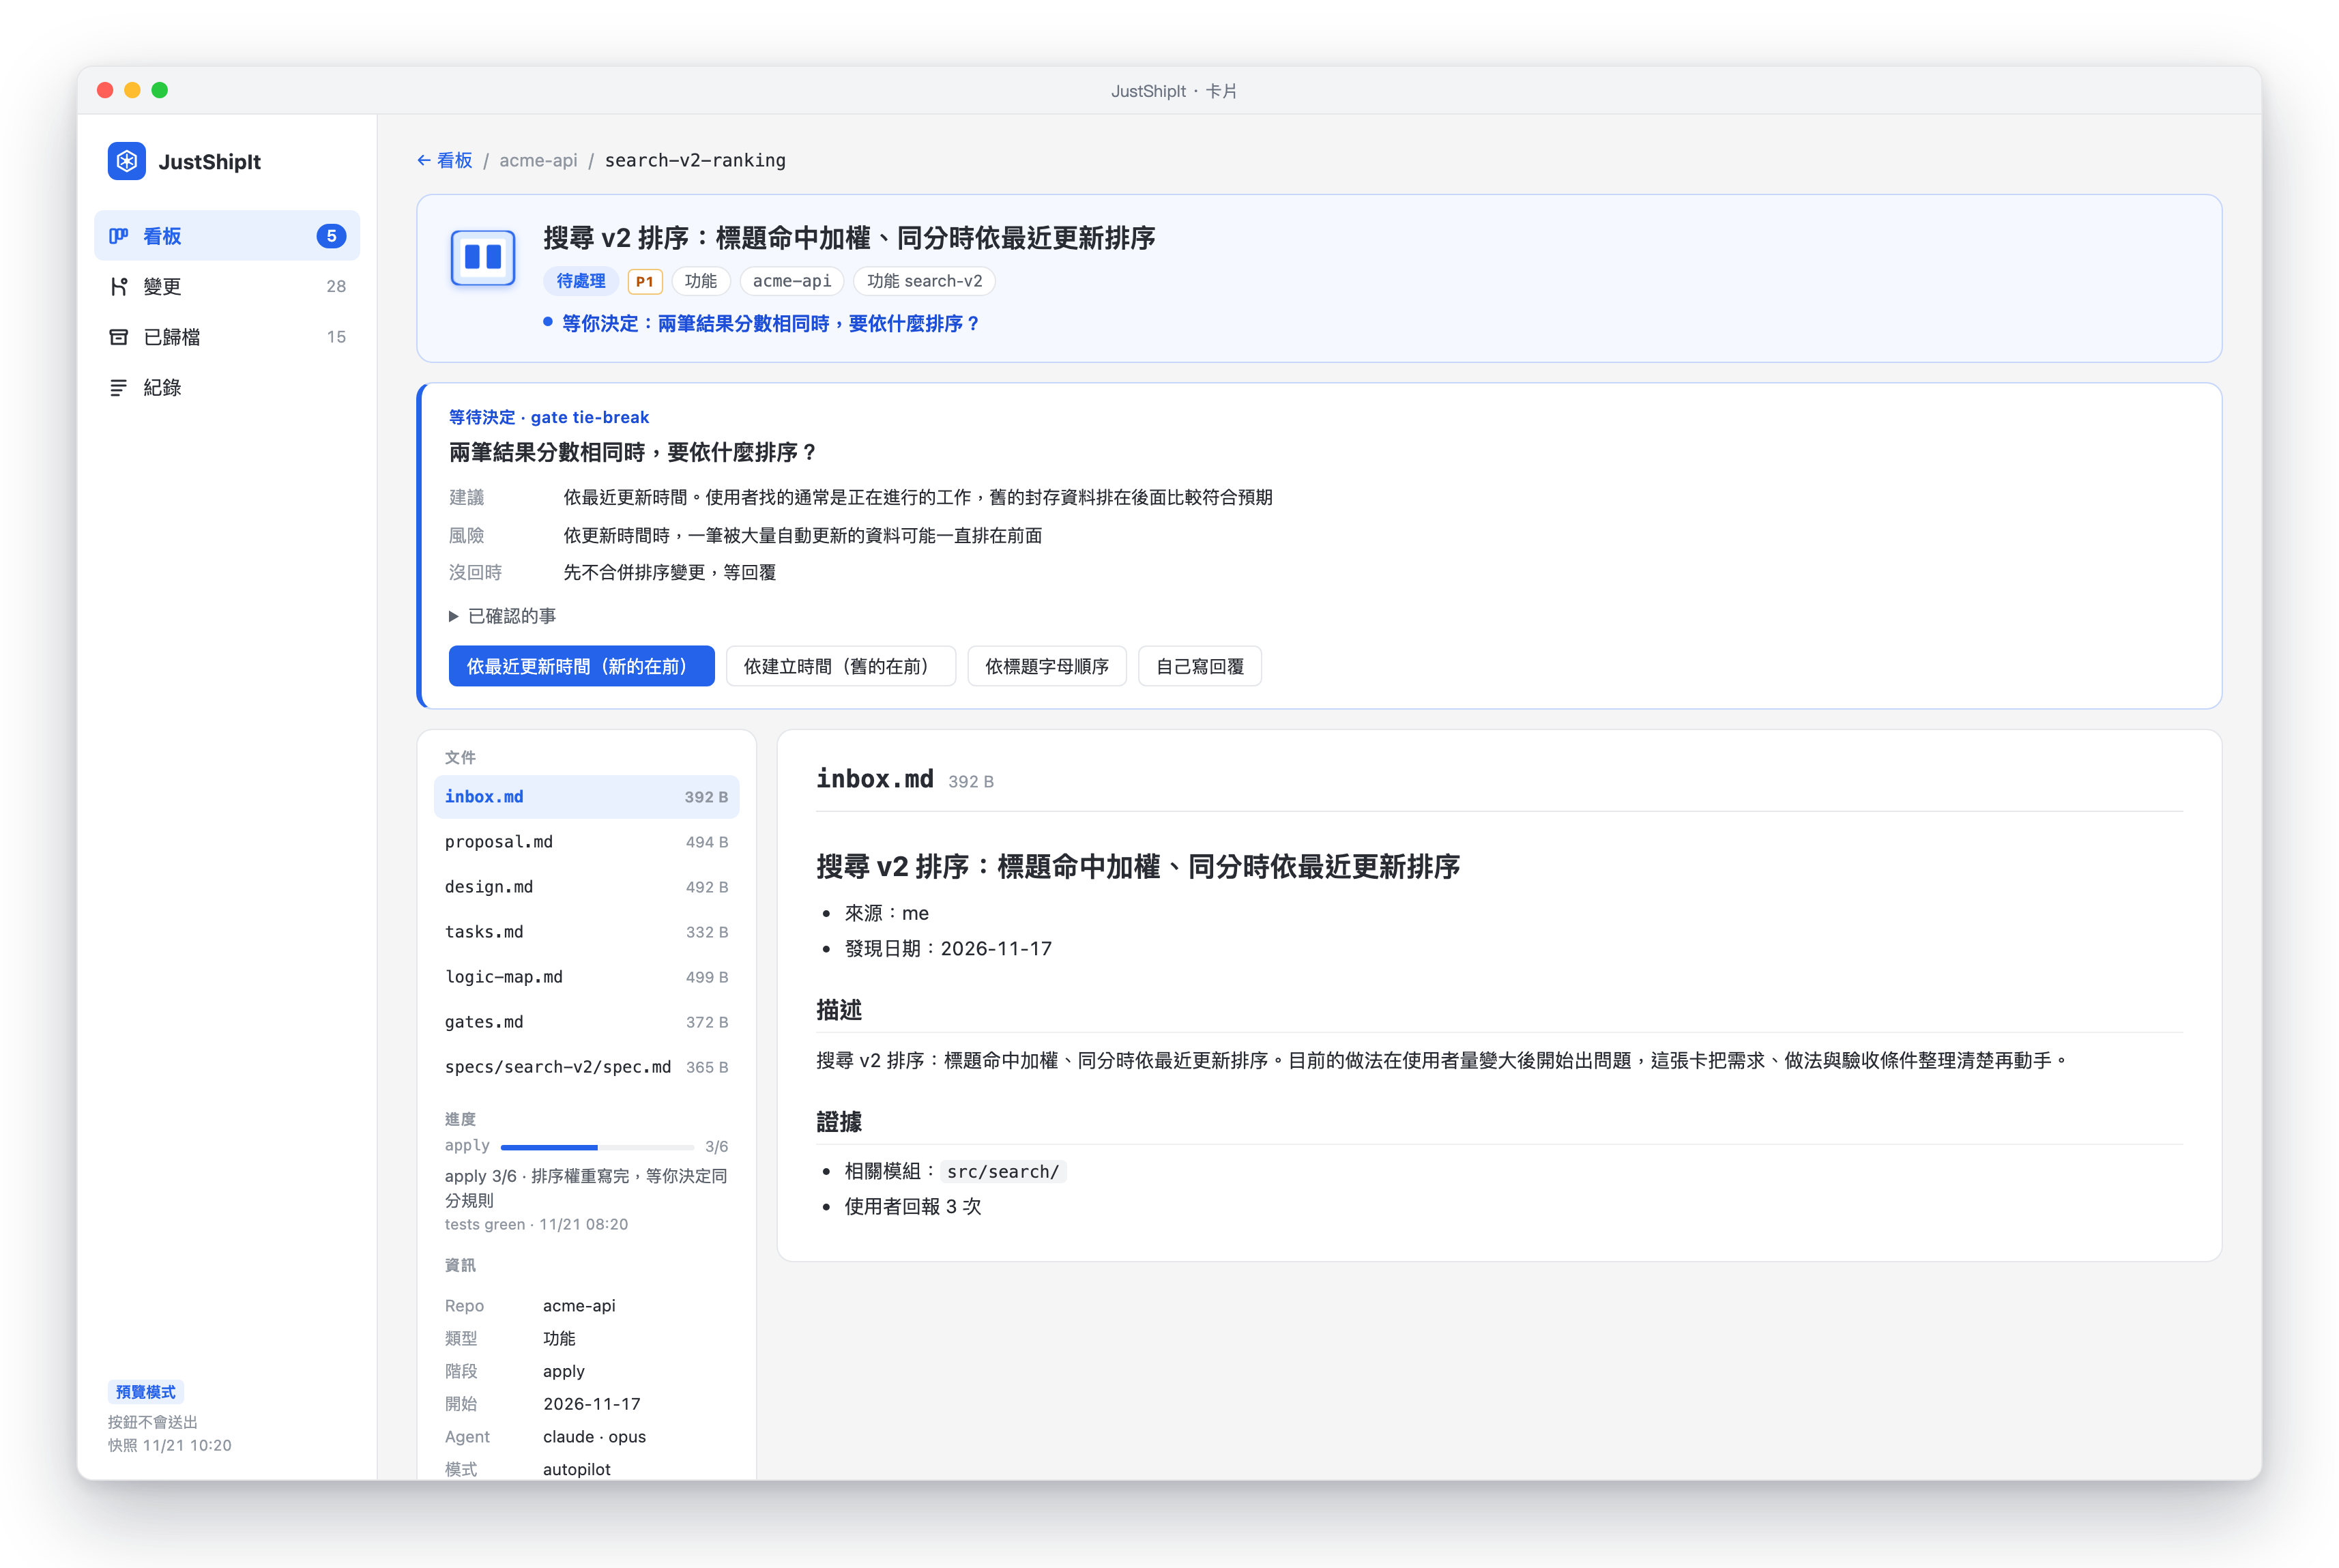 JustShipIt · 卡片
JustShipIt
看板 5
變更 28
已歸檔 15
紀錄
預覽模式
按鈕不會送出
快照 11/21 10:20
← 看板 / acme-api / search-v2-ranking
搜尋 v2 排序：標題命中加權、同分時依最近更新排序
待處理 P1 功能 acme-api 功能 search-v2
等你決定：兩筆結果分數相同時，要依什麼排序？
等待決定 · gate tie-break
兩筆結果分數相同時，要依什麼排序？
建議 依最近更新時間。使用者找的通常是正在進行的工作，舊的封存資料排在後面比較符合預期
風險 依更新時間時，一筆被大量自動更新的資料可能一直排在前面
沒回時 先不合併排序變更，等回覆
▶ 已確認的事
依最近更新時間（新的在前） 依建立時間（舊的在前） 依標題字母順序 自己寫回覆
文件
inbox.md 392 B
proposal.md 494 B
design.md 492 B
tasks.md 332 B
logic-map.md 499 B
gates.md 372 B
specs/search-v2/spec.md 365 B
進度
apply 3/6
apply 3/6 · 排序權重寫完，等你決定同
分規則
tests green · 11/21 08:20
資訊
Repo acme-api
類型 功能
階段 apply
開始 2026-11-17
Agent claude · opus
模式 autopilot
inbox.md 392 B
搜尋 v2 排序：標題命中加權、同分時依最近更新排序
• 來源：me
• 發現日期：2026-11-17
描述
搜尋 v2 排序：標題命中加權、同分時依最近更新排序。目前的做法在使用者量變大後開始出問題，這張卡把需求、做法與驗收條件整理清楚再動手。
證據
• 相關模組：src/search/
• 使用者回報 3 次